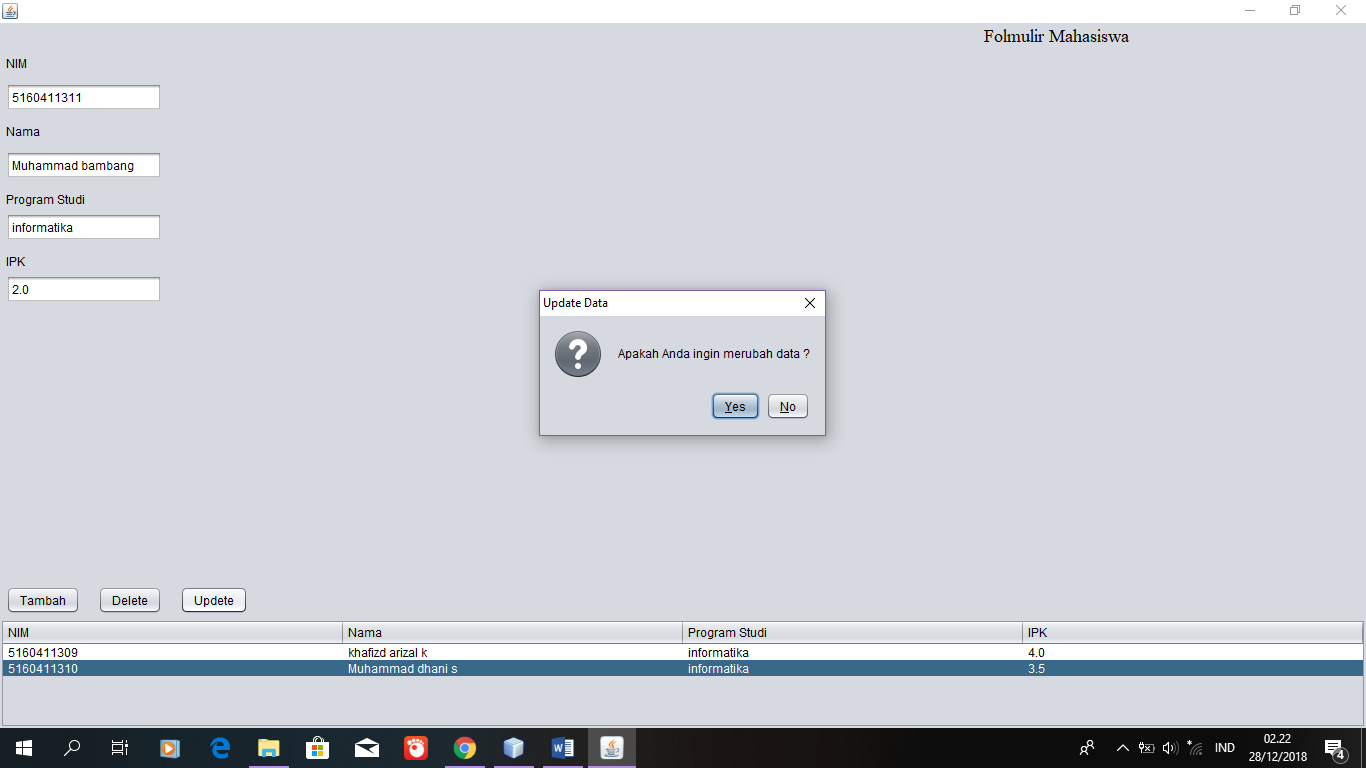 Folmulir Mahasiswa
NIM
5160411311
Nama
Muhammad bambang
Program Studi
informatika
IPK
2.0
Update Data
Apakah Anda ingin merubah data ?
Yes No
Tambah Delete Updete
NIM Nama Program Studi IPK
5160411309 khafizd arizal k informatika 4.0
5160411310 Muhammad dhani s informatika 3.5
IND 02.22
28/12/2018 4